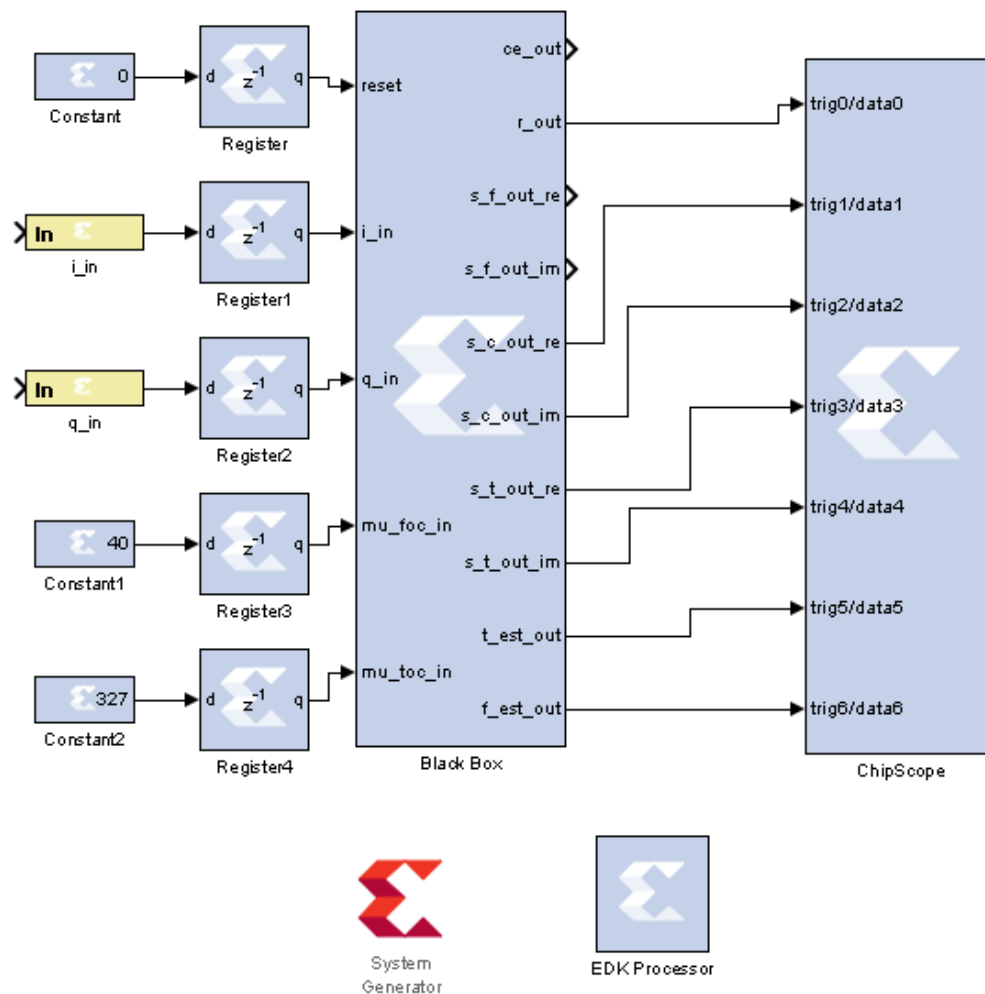 0
Constant
d z⁻¹ q
Register
In
i_in
d z⁻¹ q
Register1
In
q_in
d z⁻¹ q
Register2
40
Constant1
d z⁻¹ q
Register3
327
Constant2
d z⁻¹ q
Register4
reset
i_in
q_in
mu_foc_in
mu_toc_in
ce_out
r_out
s_f_out_re
s_f_out_im
s_c_out_re
s_c_out_im
s_t_out_re
s_t_out_im
t_est_out
f_est_out
Black Box
trig0/data0
trig1/data1
trig2/data2
trig3/data3
trig4/data4
trig5/data5
trig6/data6
ChipScope
System
Generator
EDK Processor